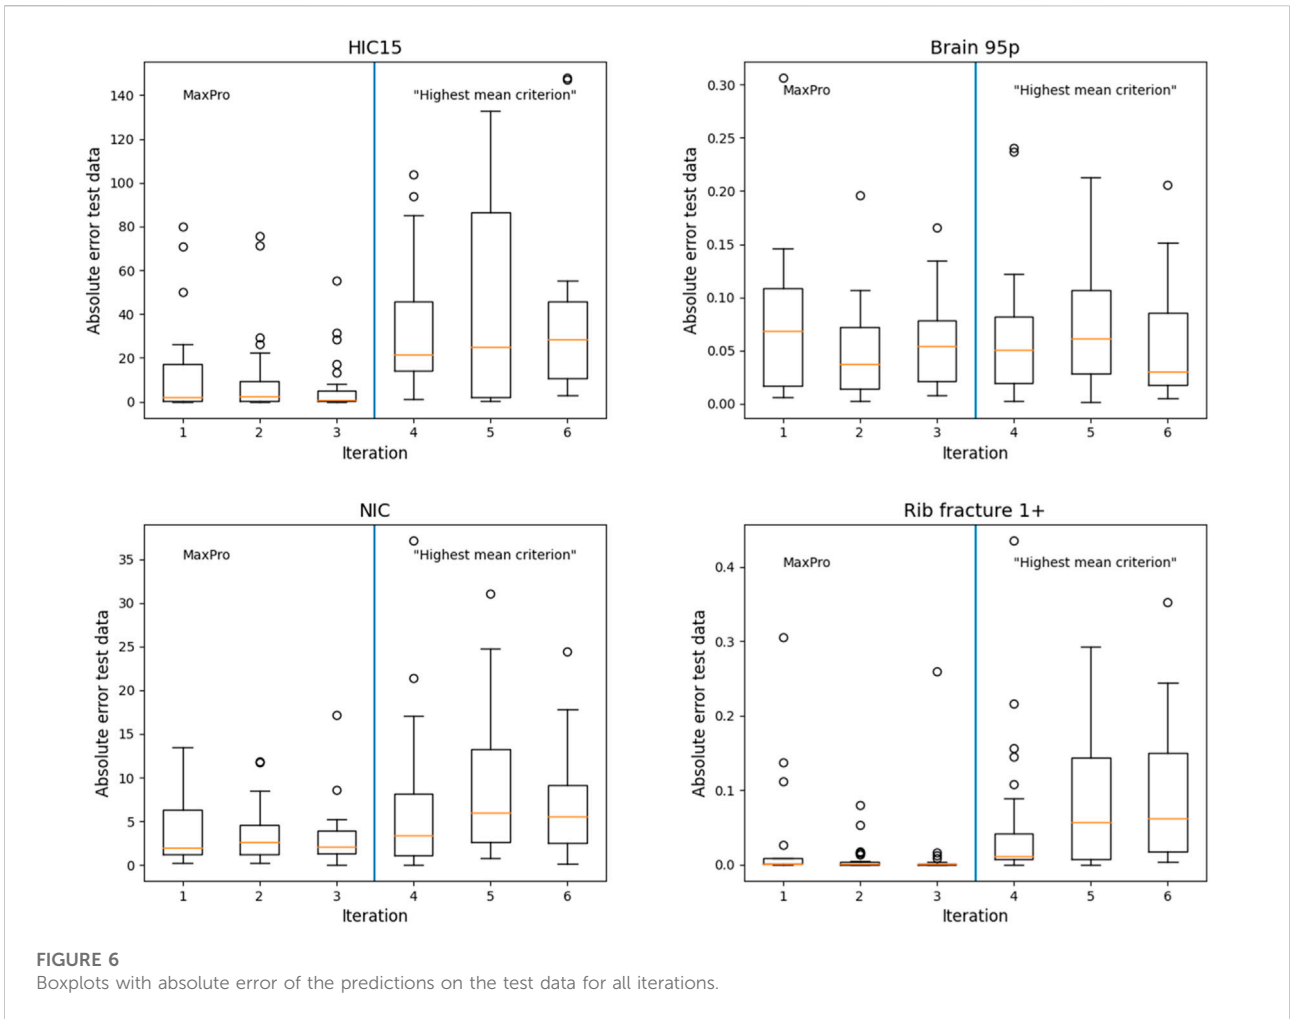 HIC15
Absolute error test data
140
120
100
80
60
40
20
0
MaxPro
"Highest mean criterion"
1 2 3 4 5 6
Iteration
Brain 95p
Absolute error test data
0.30
0.25
0.20
0.15
0.10
0.05
0.00
MaxPro
"Highest mean criterion"
1 2 3 4 5 6
Iteration
NIC
Absolute error test data
35
30
25
20
15
10
5
0
MaxPro
"Highest mean criterion"
1 2 3 4 5 6
Iteration
Rib fracture 1+
Absolute error test data
0.4
0.3
0.2
0.1
0.0
MaxPro
"Highest mean criterion"
1 2 3 4 5 6
Iteration
FIGURE 6
Boxplots with absolute error of the predictions on the test data for all iterations.